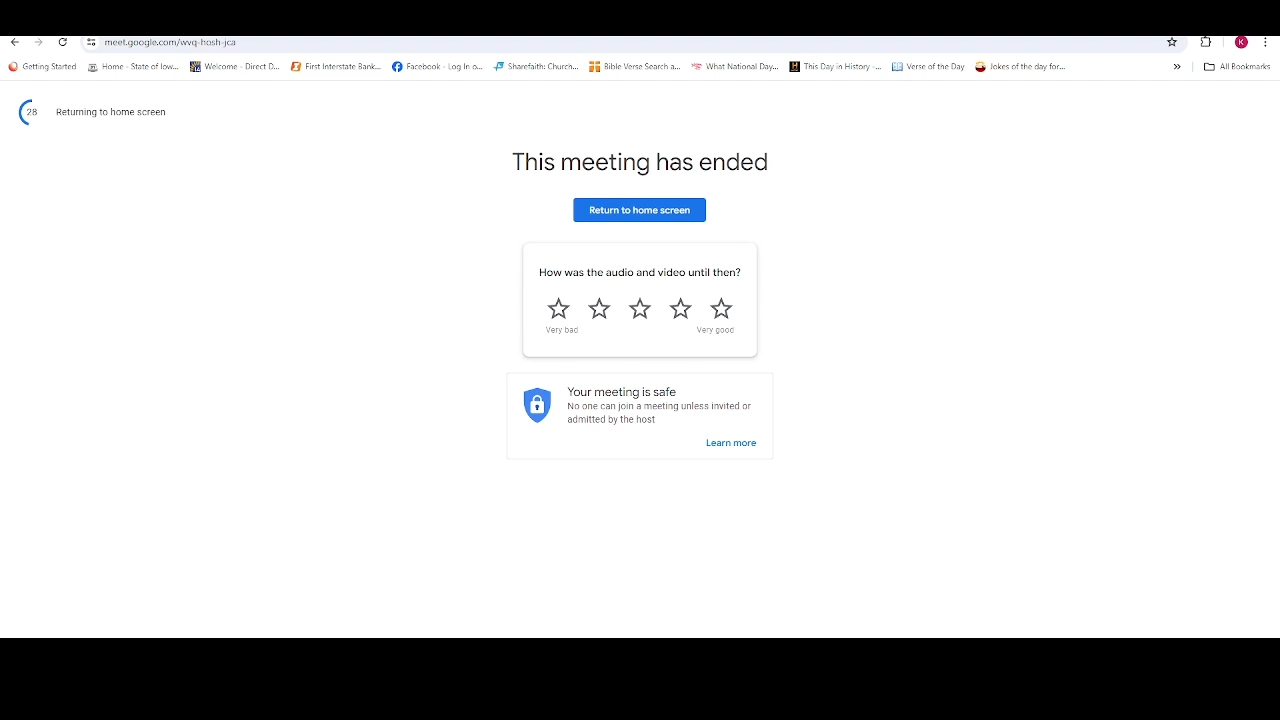 meet.google.com/wvq-hosh-jca
Getting Started Home - State of Iow... Welcome - Direct D... First Interstate Bank... Facebook - Log In o... Sharefaith: Church... Bible Verse Search a... What National Day... This Day in History -... Verse of the Day Jokes of the day for... » All Bookmarks
28 Returning to home screen
This meeting has ended
Return to home screen
How was the audio and video until then?
Very bad Very good
Your meeting is safe
No one can join a meeting unless invited or
admitted by the host
Learn more